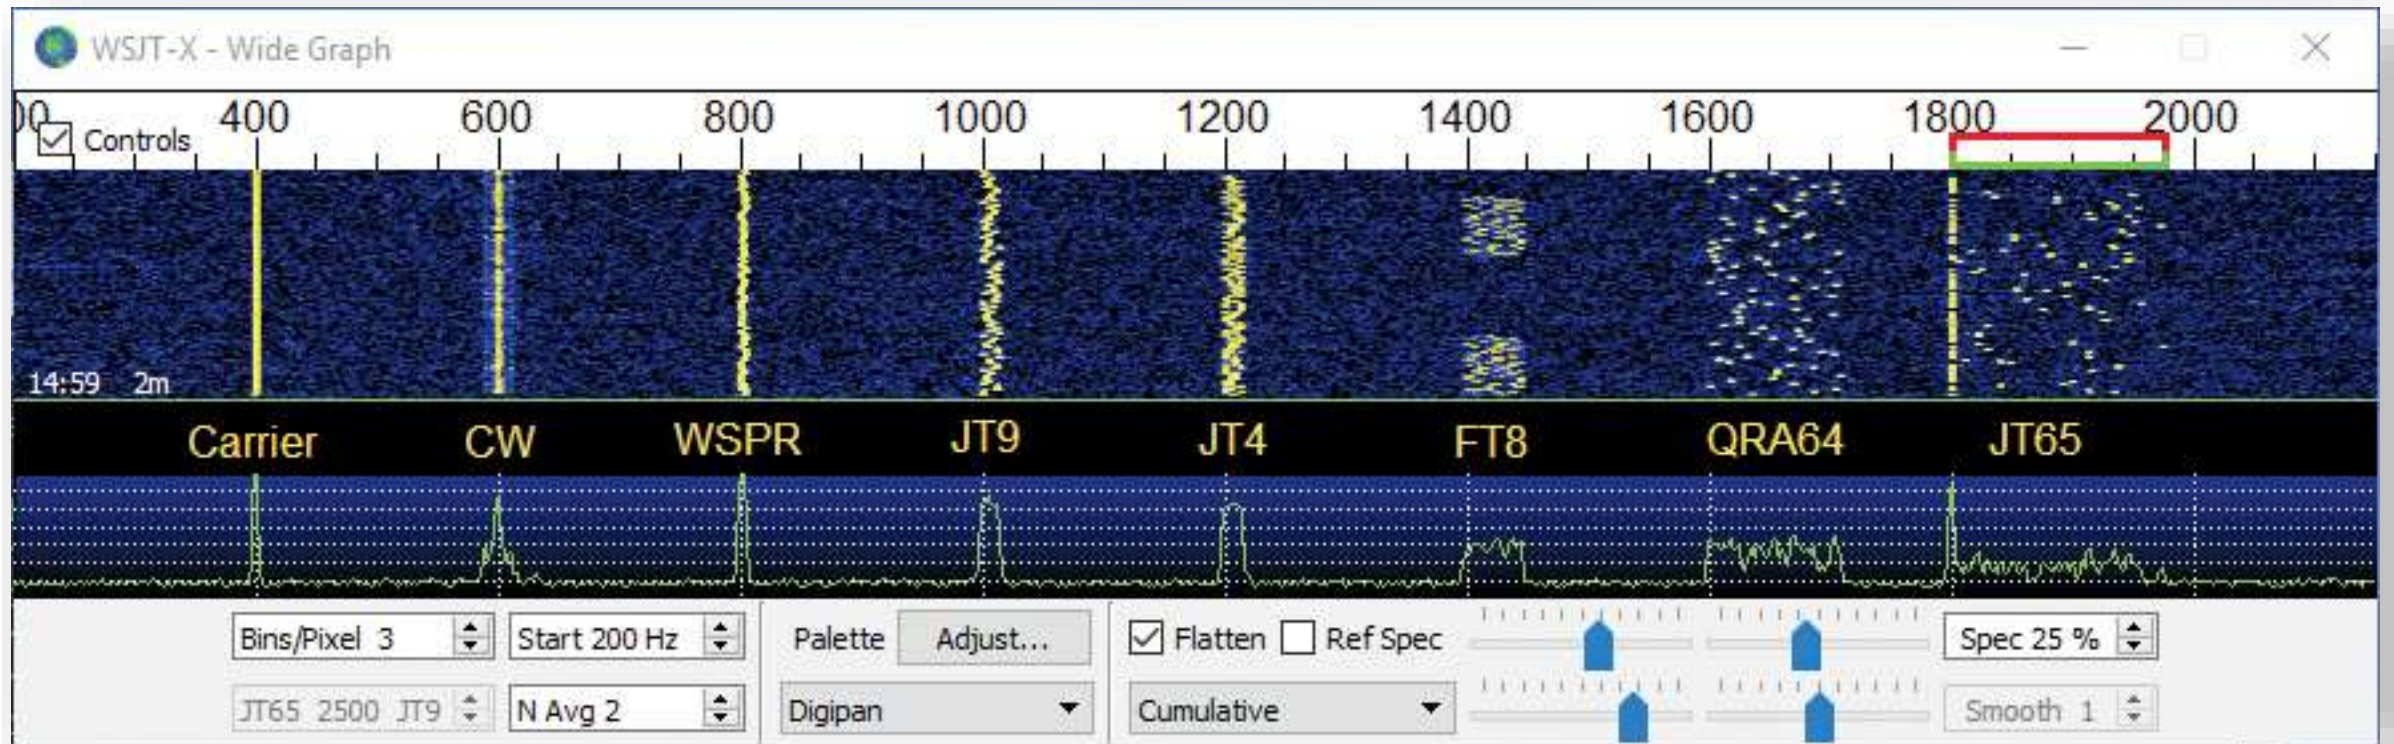 WSJT-X - Wide Graph
00 400 600 800 1000 1200 1400 1600 1800 2000
Controls
14:59 2m
Carrier CW WSPR JT9 JT4 FT8 QRA64 JT65
Bins/Pixel 3 Start 200 Hz Palette Adjust... Flatten Ref Spec Spec 25 %
JT65 2500 JT9 N Avg 2 Digipan Cumulative Smooth 1